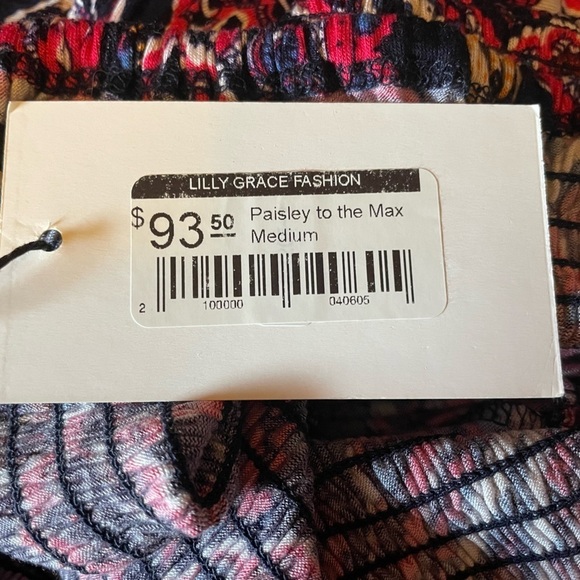 LILLY GRACE FASHION
$93.50 Paisley to the Max
Medium
2 100000 040605